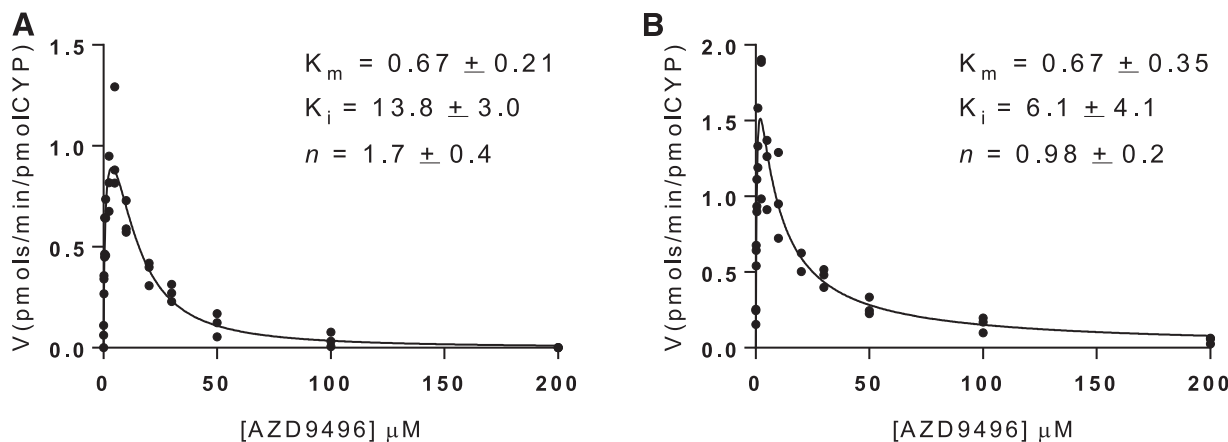 A
V(pmols/min/pmolCYP)
1.5
1.0
0.5
0.0
K_m = 0.67 ± 0.21
K_i = 13.8 ± 3.0
n = 1.7 ± 0.4
0 50 100 150 200
[AZD9496] μM
B
V(pmols/min/pmolCYP)
2.0
1.5
1.0
0.5
0.0
K_m = 0.67 ± 0.35
K_i = 6.1 ± 4.1
n = 0.98 ± 0.2
0 50 100 150 200
[AZD9496] μM